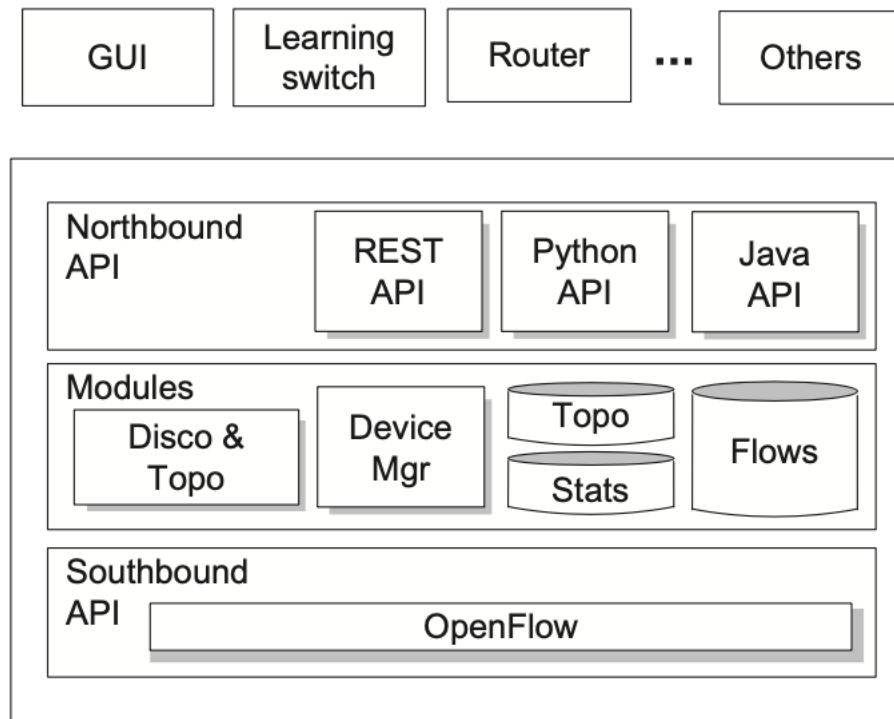 GUI
Learning
switch
Router
...
Others
Northbound
API
REST
API
Python
API
Java
API
Modules
Disco &
Topo
Device
Mgr
Topo
Stats
Flows
Southbound
API
OpenFlow